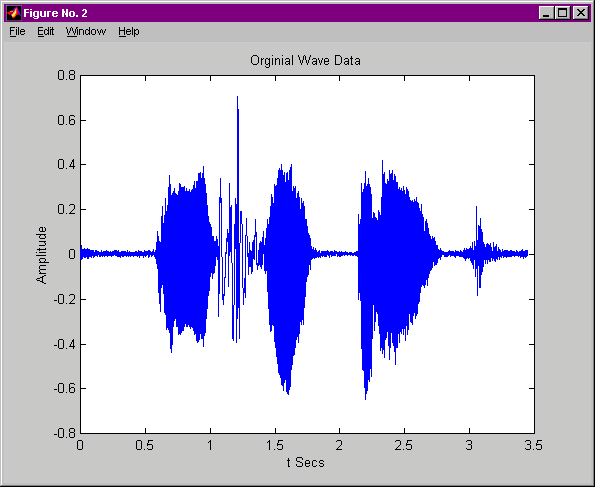 Figure No. 2
File Edit Window Help
Orginial Wave Data
0.8
0.6
0.4
0.2
0
-0.2
-0.4
-0.6
-0.8
Amplitude
0 0.5 1 1.5 2 2.5 3 3.5
t Secs